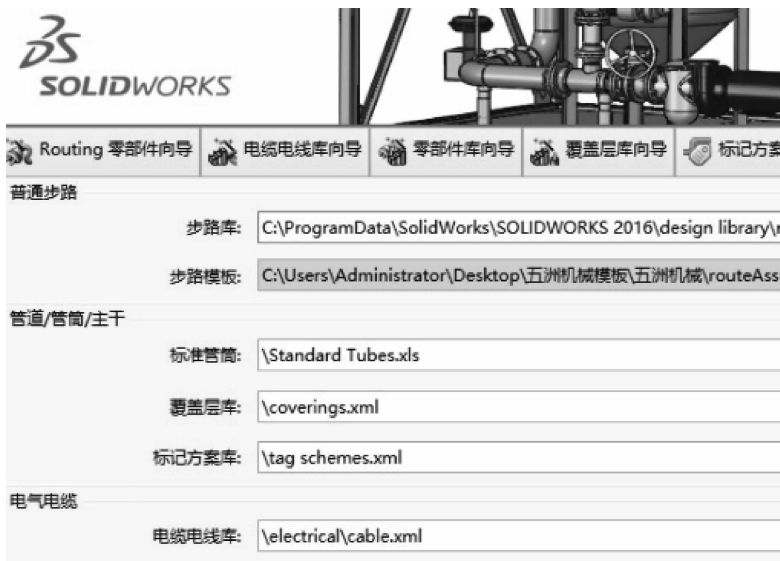 SOLIDWORKS
Routing 零部件向导 电缆电线库向导 零部件库向导 覆盖层库向导 标记方案
普通步路
步路库: C:\ProgramData\SolidWorks\SOLIDWORKS 2016\design library\
步路模板: C:\Users\Administrator\Desktop\五洲机械模板\五洲机械\routeAss
管道/管筒/主干
标准管筒: \Standard Tubes.xls
覆盖层库: \coverings.xml
标记方案库: \tag schemes.xml
电气电缆
电缆电线库: \electrical\cable.xml